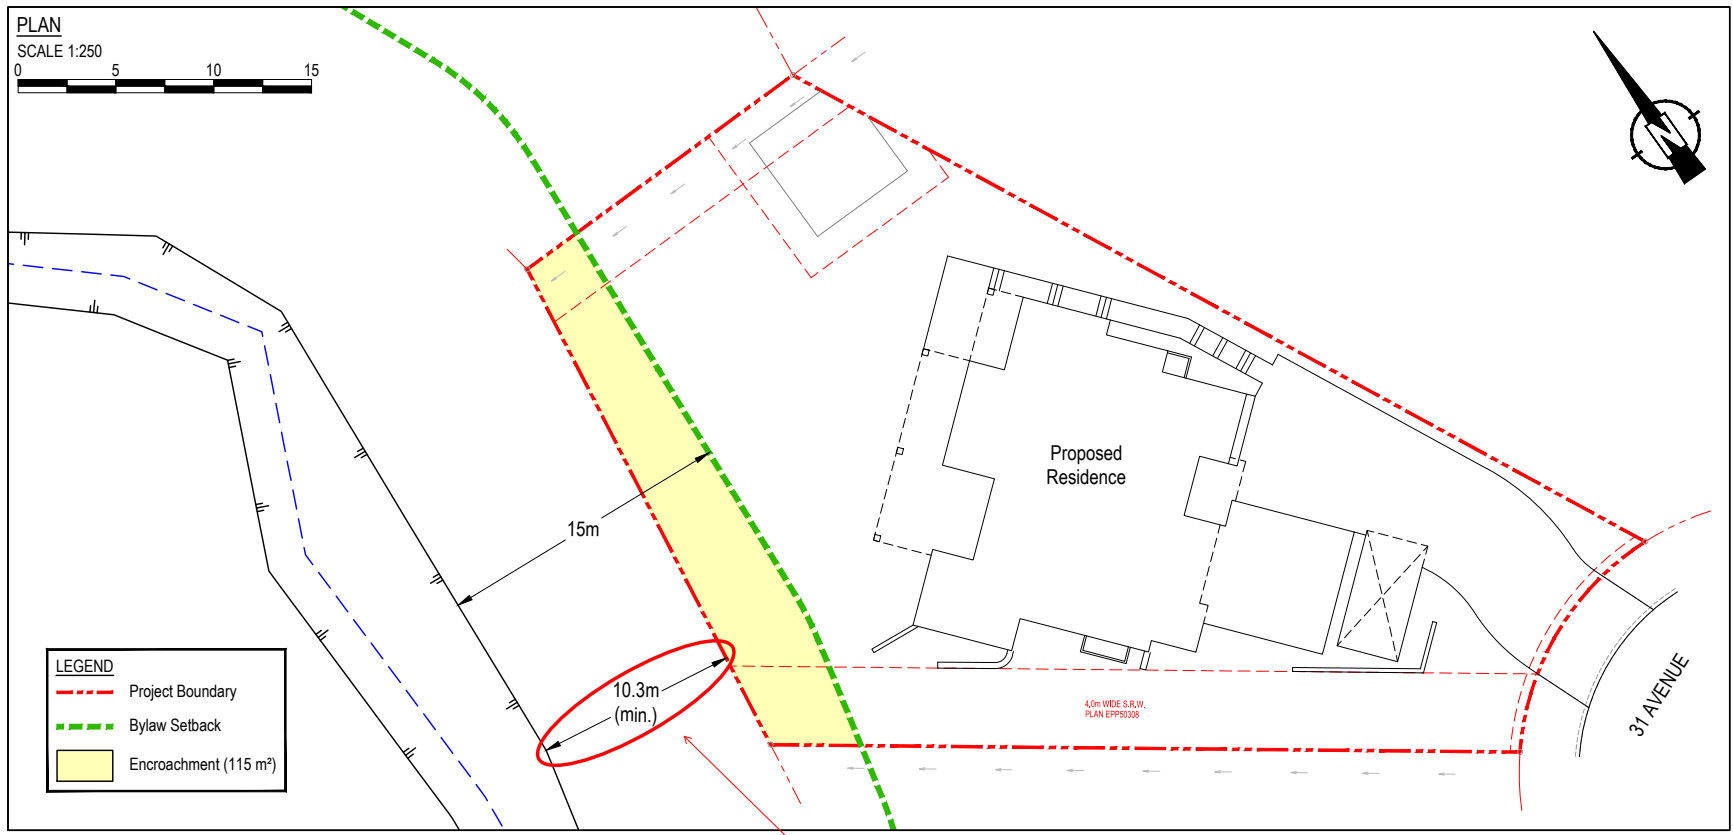 PLAN
SCALE 1:250
0 5 10 15
Proposed
Residence
15m
10.3m
(min.)
4.0m WIDE S.R.W.
PLAN EPP50308
31 AVENUE
LEGEND
Project Boundary
Bylaw Setback
Encroachment (115 m²)